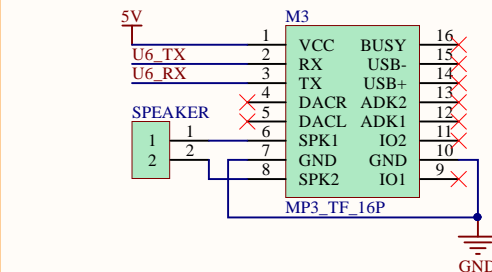 5V
M3
1 VCC BUSY 16
U6_TX 2 RX USB- 15
U6_RX 3 TX USB+ 14
4 DACR ADK2 13
SPEAKER 5 DACL ADK1 12
1 1 6 SPK1 IO2 11
2 2 7 GND GND 10
8 SPK2 IO1 9
MP3_TF_16P
GND